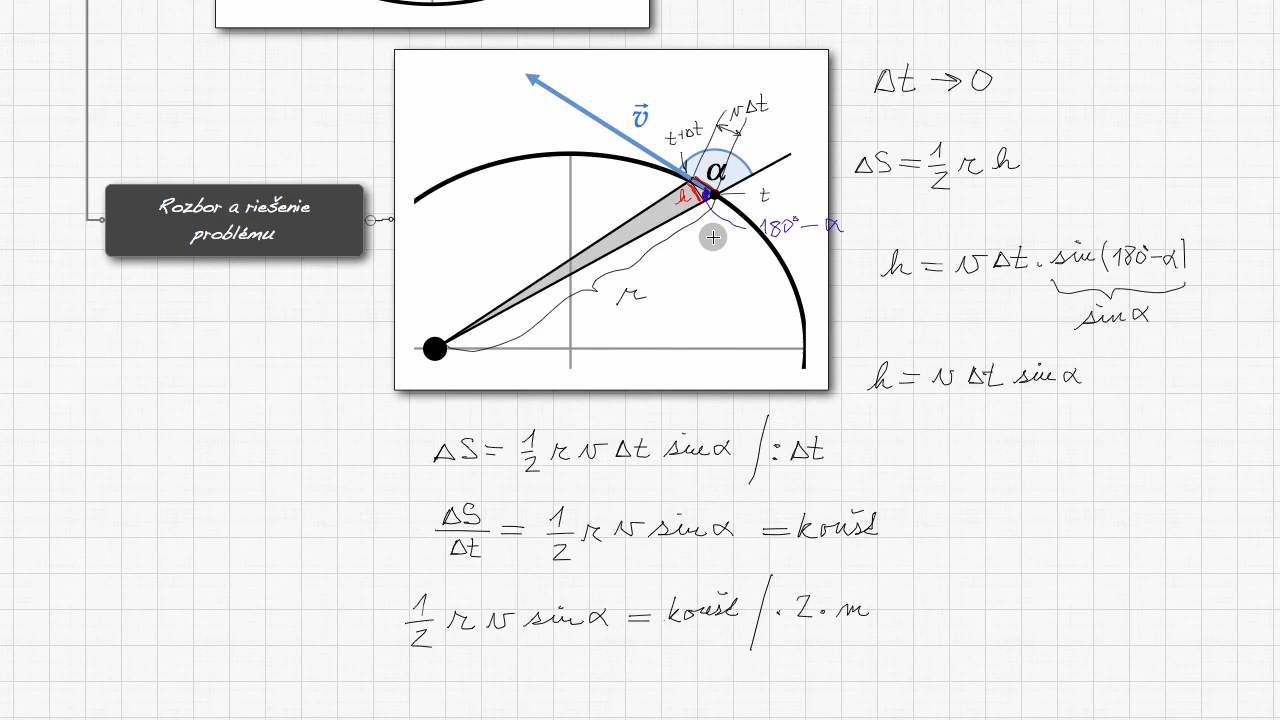 Rozbor a riešenie
problému
v⃗
t+Δt
vΔt
α
h
t
180° − α
r
Δt → 0
ΔS = 1/2 r h
h = v Δt . sin(180°−α)
sin α
h = v Δt sin α
ΔS = 1/2 r v Δt sin α / : Δt
ΔS/Δt = 1/2 r v sin α = konšt
1/2 r v sin α = konšt / . 2 . m